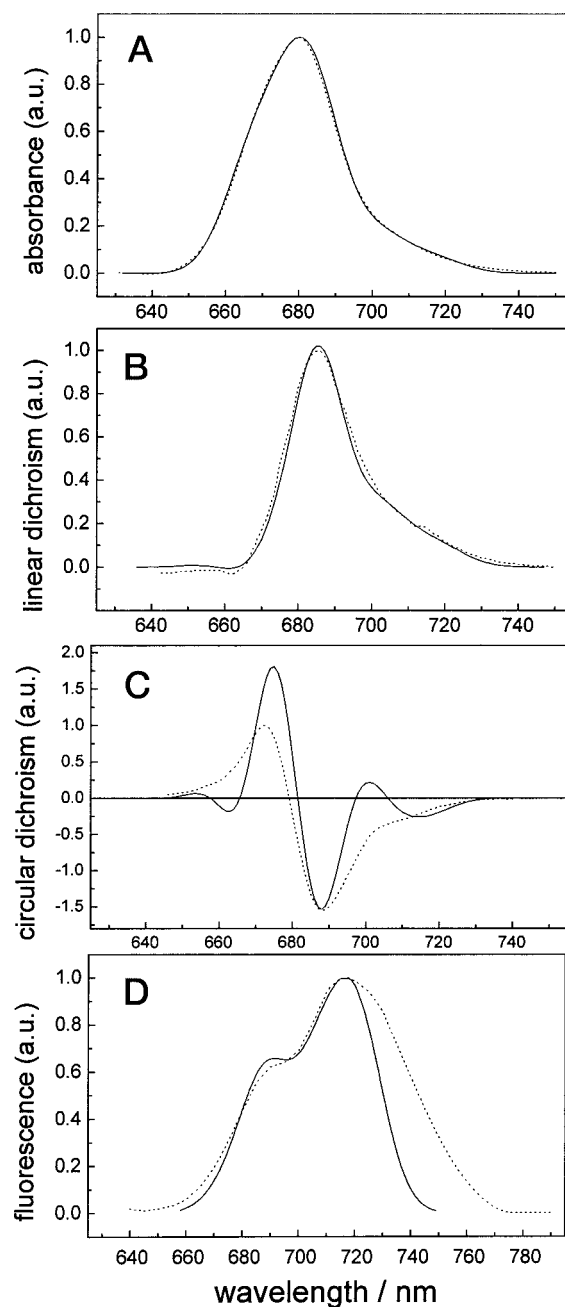 A
absorbance (a.u.)
1.0
0.8
0.6
0.4
0.2
0.0
640 660 680 700 720 740
B
linear dichroism (a.u.)
1.0
0.8
0.6
0.4
0.2
0.0
640 660 680 700 720 740
C
circular dichroism (a.u.)
2.0
1.5
1.0
0.5
0.0
-0.5
-1.0
-1.5
640 660 680 700 720 740
D
fluorescence (a.u.)
1.0
0.8
0.6
0.4
0.2
0.0
640 660 680 700 720 740 760 780
wavelength / nm